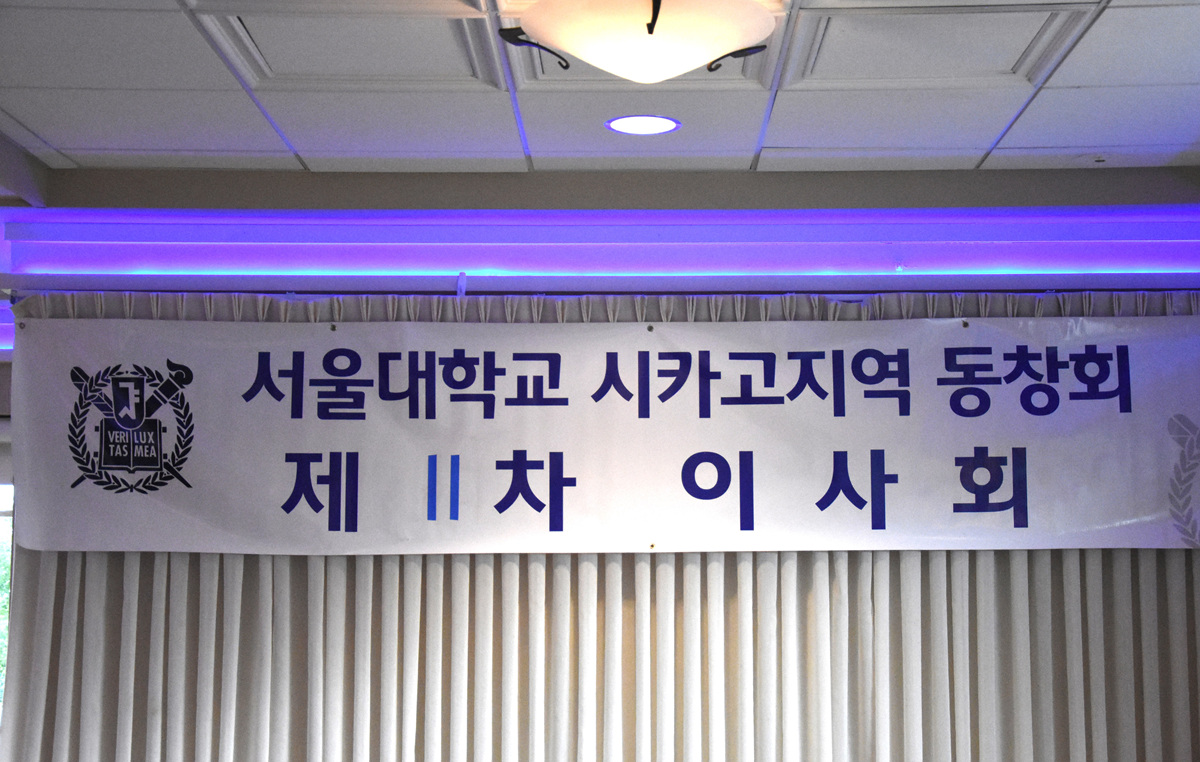 서울대학교 시카고지역 동창회
제 11 차 이 사 회
VERI LUX
TAS MEA